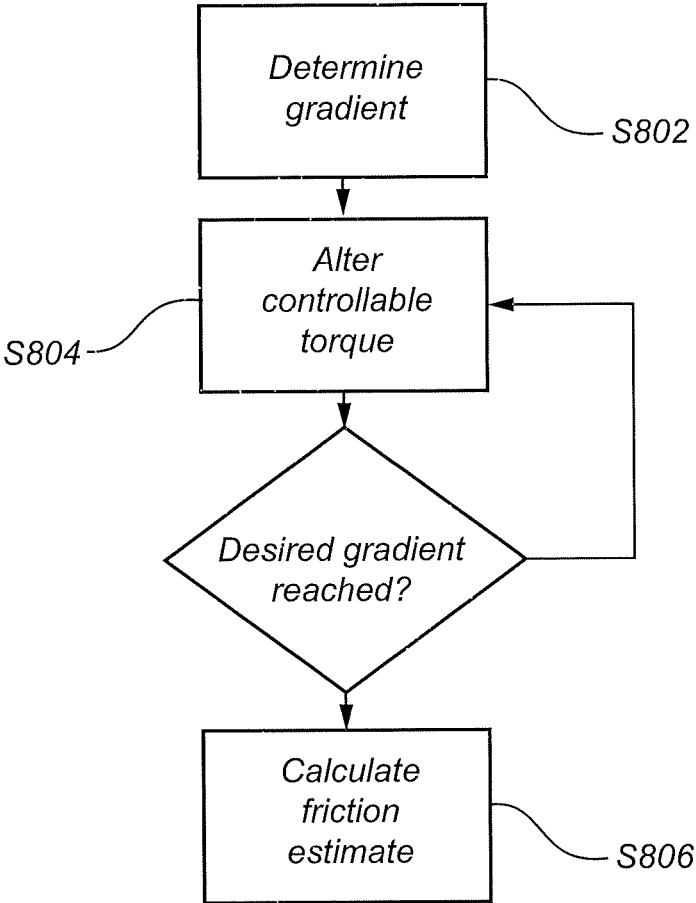 Determine
gradient
S802
Alter
controllable
torque
S804
Desired gradient
reached?
Calculate
friction
estimate
S806